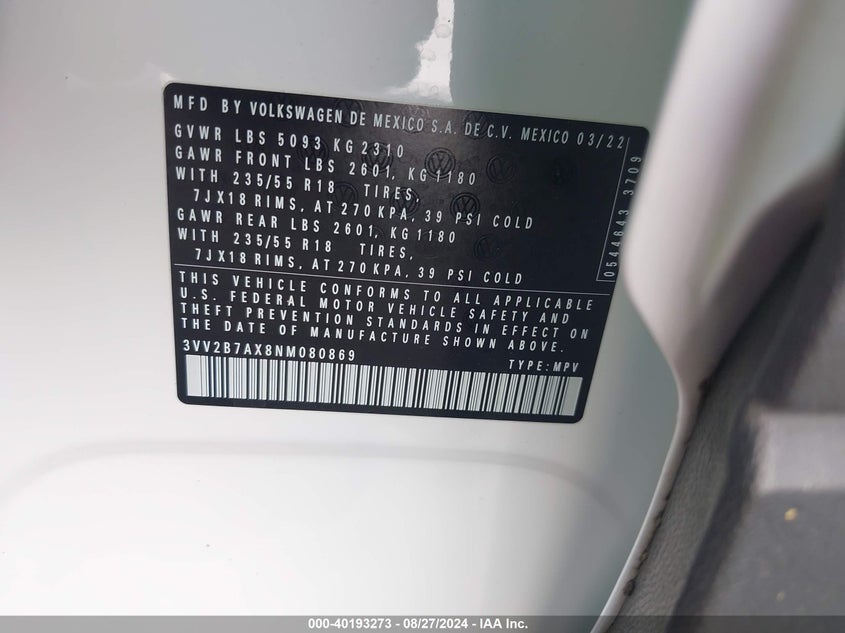 MFD BY VOLKSWAGEN DE MEXICO S.A. DE C.V. MEXICO 03/22
GVWR LBS 5093 KG 2310
GAWR FRONT LBS 2601, KG 1180
WITH 235/55 R18 TIRES,
7JX18 RIMS, AT 270 KPA, 39 PSI COLD
GAWR REAR LBS 2601, KG 1180
WITH 235/55 R18 TIRES,
7JX18 RIMS, AT 270 KPA, 39 PSI COLD
0544643 3709
THIS VEHICLE CONFORMS TO ALL APPLICABLE
U.S. FEDERAL MOTOR VEHICLE SAFETY AND
THEFT PREVENTION STANDARDS IN EFFECT ON
THE DATE OF MANUFACTURE SHOWN ABOVE.
3VV2B7AX8NM080869
TYPE: MPV
000-40193273 - 08/27/2024 - IAA Inc.